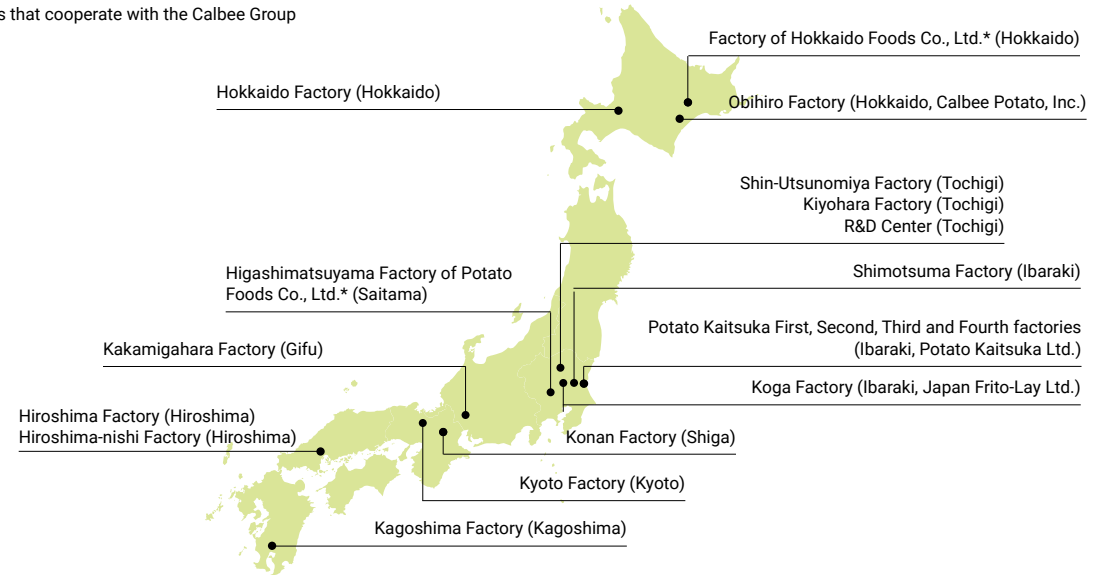 s that cooperate with the Calbee Group
Factory of Hokkaido Foods Co., Ltd.* (Hokkaido)
Hokkaido Factory (Hokkaido)
Obihiro Factory (Hokkaido, Calbee Potato, Inc.)
Shin-Utsunomiya Factory (Tochigi)
Kiyohara Factory (Tochigi)
R&D Center (Tochigi)
Higashimatsuyama Factory of Potato
Foods Co., Ltd.* (Saitama)
Shimotsuma Factory (Ibaraki)
Potato Kaitsuka First, Second, Third and Fourth factories
(Ibaraki, Potato Kaitsuka Ltd.)
Kakamigahara Factory (Gifu)
Koga Factory (Ibaraki, Japan Frito-Lay Ltd.)
Hiroshima Factory (Hiroshima)
Hiroshima-nishi Factory (Hiroshima)
Konan Factory (Shiga)
Kyoto Factory (Kyoto)
Kagoshima Factory (Kagoshima)